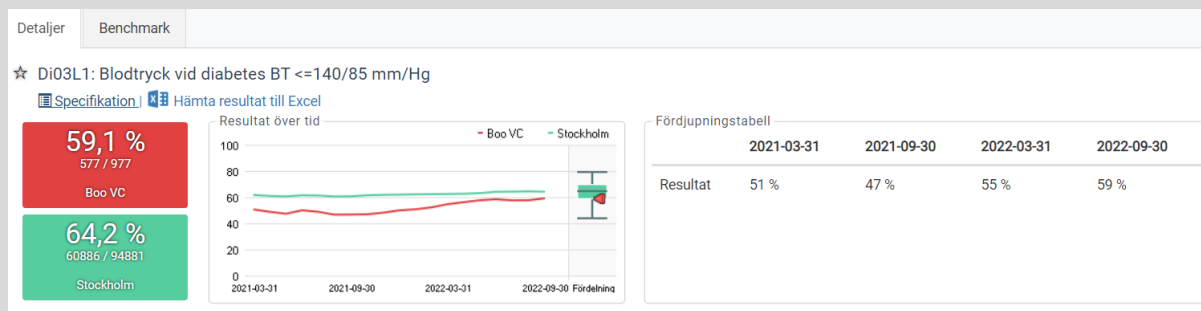 Detaljer Benchmark
☆ Di03L1: Blodtryck vid diabetes BT <=140/85 mm/Hg
Specifikation | Hämta resultat till Excel
59,1 %
577 / 977
Boo VC
64,2 %
60886 / 94881
Stockholm
Resultat över tid
Boo VC Stockholm
100
80
60
40
20
0
2021-03-31 2021-09-30 2022-03-31 2022-09-30 Fördelning
Fördjupningstabell
2021-03-31 2021-09-30 2022-03-31 2022-09-30
Resultat 51 % 47 % 55 % 59 %